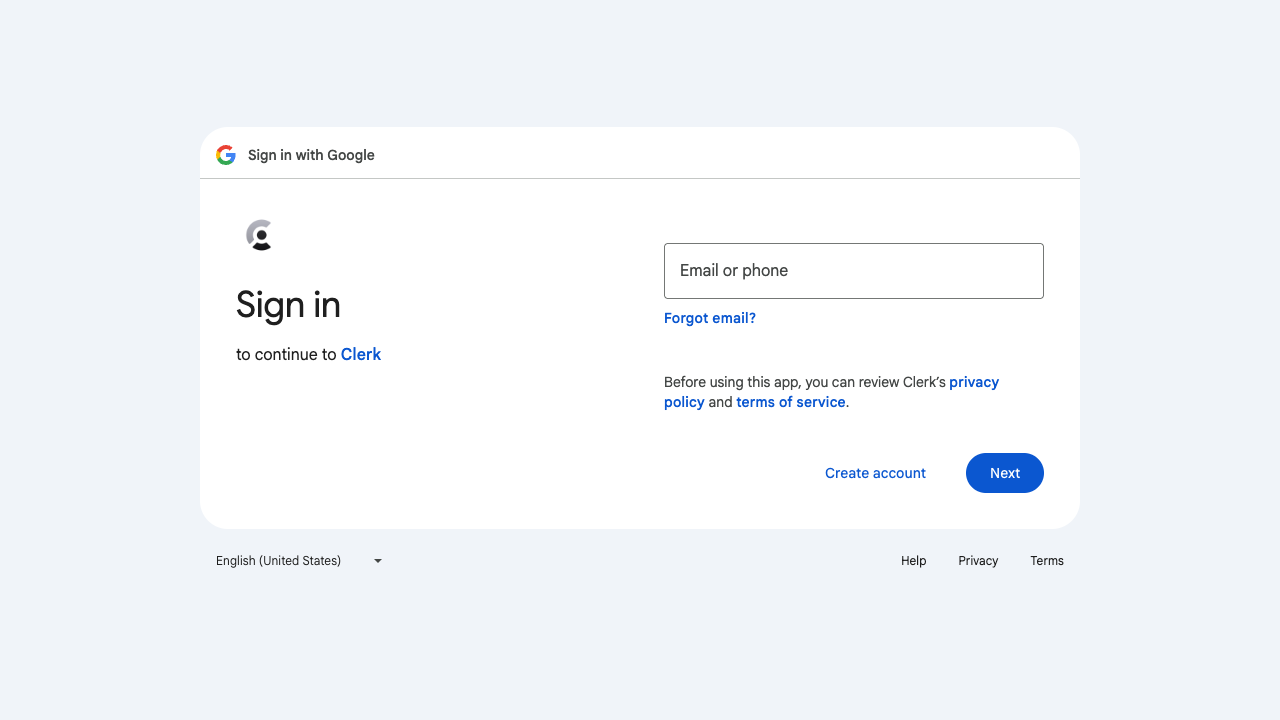 Sign in with Google
Sign in
to continue to Clerk
Email or phone
Forgot email?
Before using this app, you can review Clerk’s privacy
policy and terms of service.
Create account
Next
English (United States)
Help
Privacy
Terms